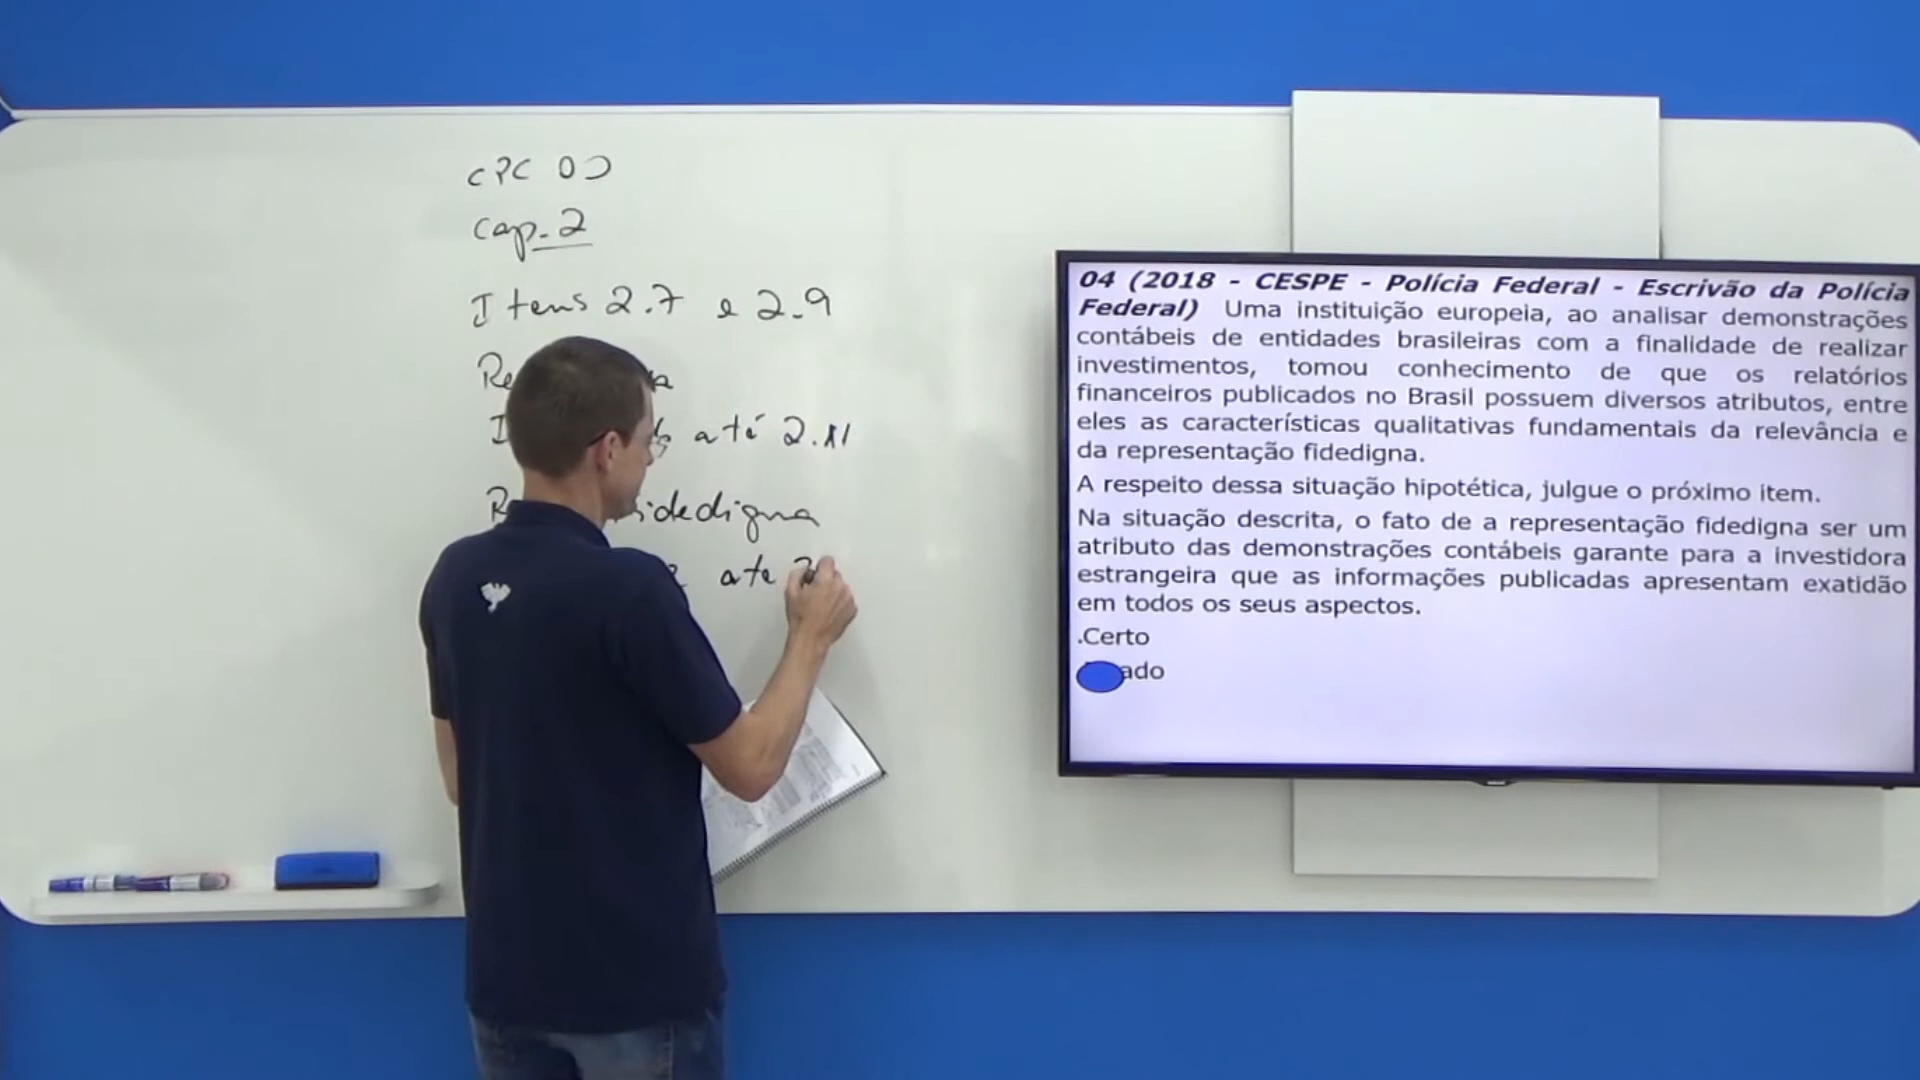 CPC 00
Cap. 2
Itens 2.7 e 2.9
até 2.11
fidedigna
ate
04 (2018 - CESPE - Polícia Federal - Escrivão da Polícia
Federal) Uma instituição europeia, ao analisar demonstrações
contábeis de entidades brasileiras com a finalidade de realizar
investimentos, tomou conhecimento de que os relatórios
financeiros publicados no Brasil possuem diversos atributos, entre
eles as características qualitativas fundamentais da relevância e
da representação fidedigna.
A respeito dessa situação hipotética, julgue o próximo item.
Na situação descrita, o fato de a representação fidedigna ser um
atributo das demonstrações contábeis garante para a investidora
estrangeira que as informações publicadas apresentam exatidão
em todos os seus aspectos.
.Certo
ado